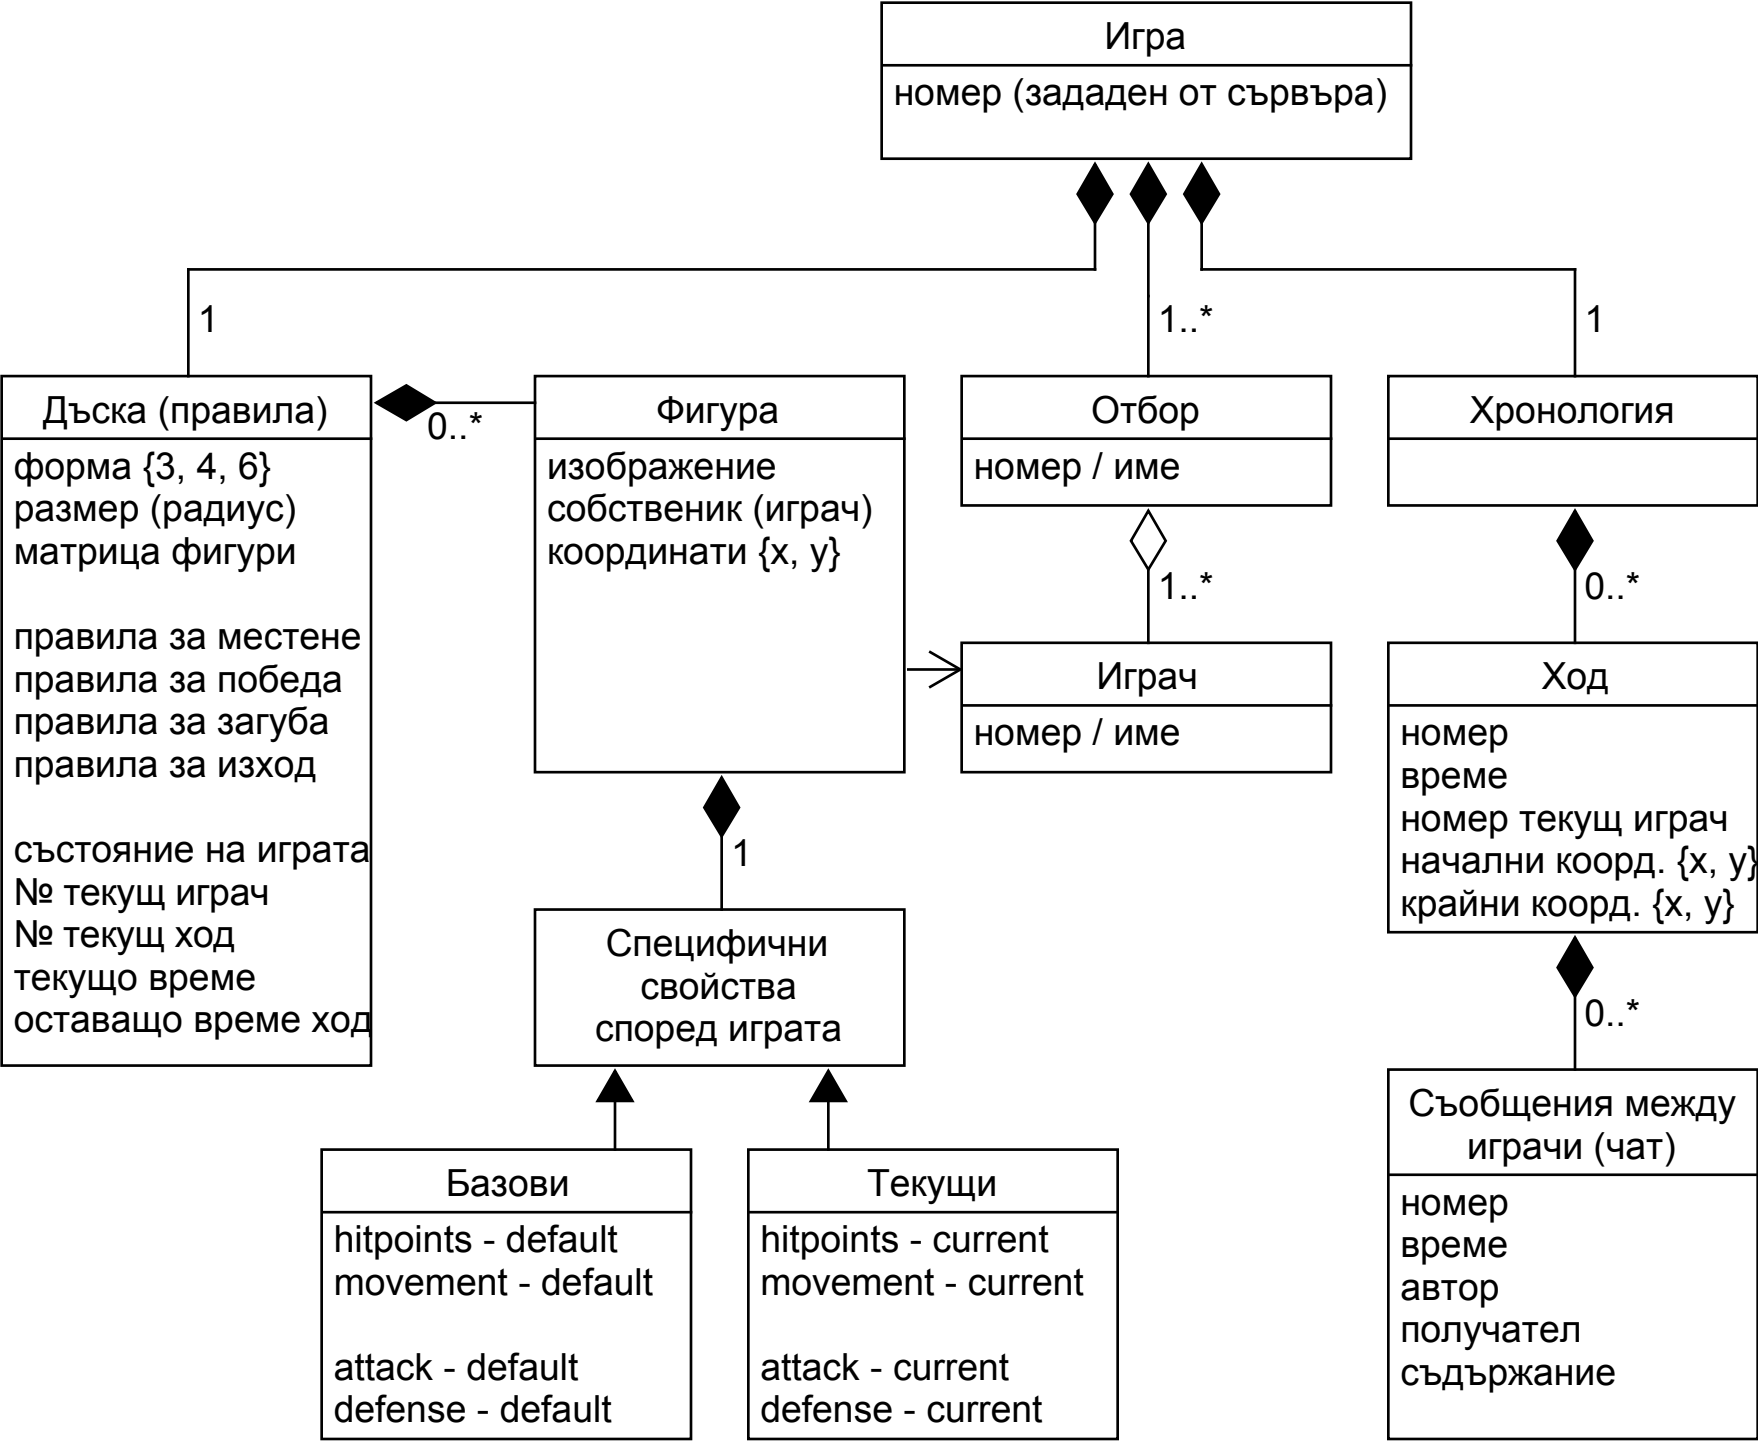 Игра
номер (зададен от сървъра)
1
1..*
1
Дъска (правила)
форма {3, 4, 6}
размер (радиус)
матрица фигури
правила за местене
правила за победа
правила за загуба
правила за изход
състояние на играта
№ текущ играч
№ текущ ход
текущо време
оставащо време ход
0..*
Фигура
изображение
собственик (играч)
координати {x, y}
1
Специфични
свойства
според играта
Базови
hitpoints - default
movement - default
attack - default
defense - default
Текущи
hitpoints - current
movement - current
attack - current
defense - current
Отбор
номер / име
1..*
Играч
номер / име
Хронология
0..*
Ход
номер
време
номер текущ играч
начални коорд. {x, y}
крайни коорд. {x, y}
0..*
Съобщения между
играчи (чат)
номер
време
автор
получател
съдържание